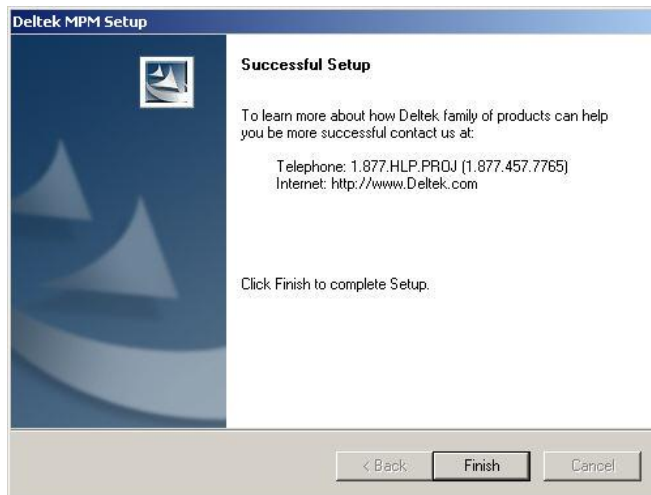 Deltek MPM Setup
Successful Setup
To learn more about how Deltek family of products can help
you be more successful contact us at:
Telephone: 1.877.HLP.PROJ (1.877.457.7765)
Internet: http://www.Deltek.com
Click Finish to complete Setup.
< Back
Finish
Cancel